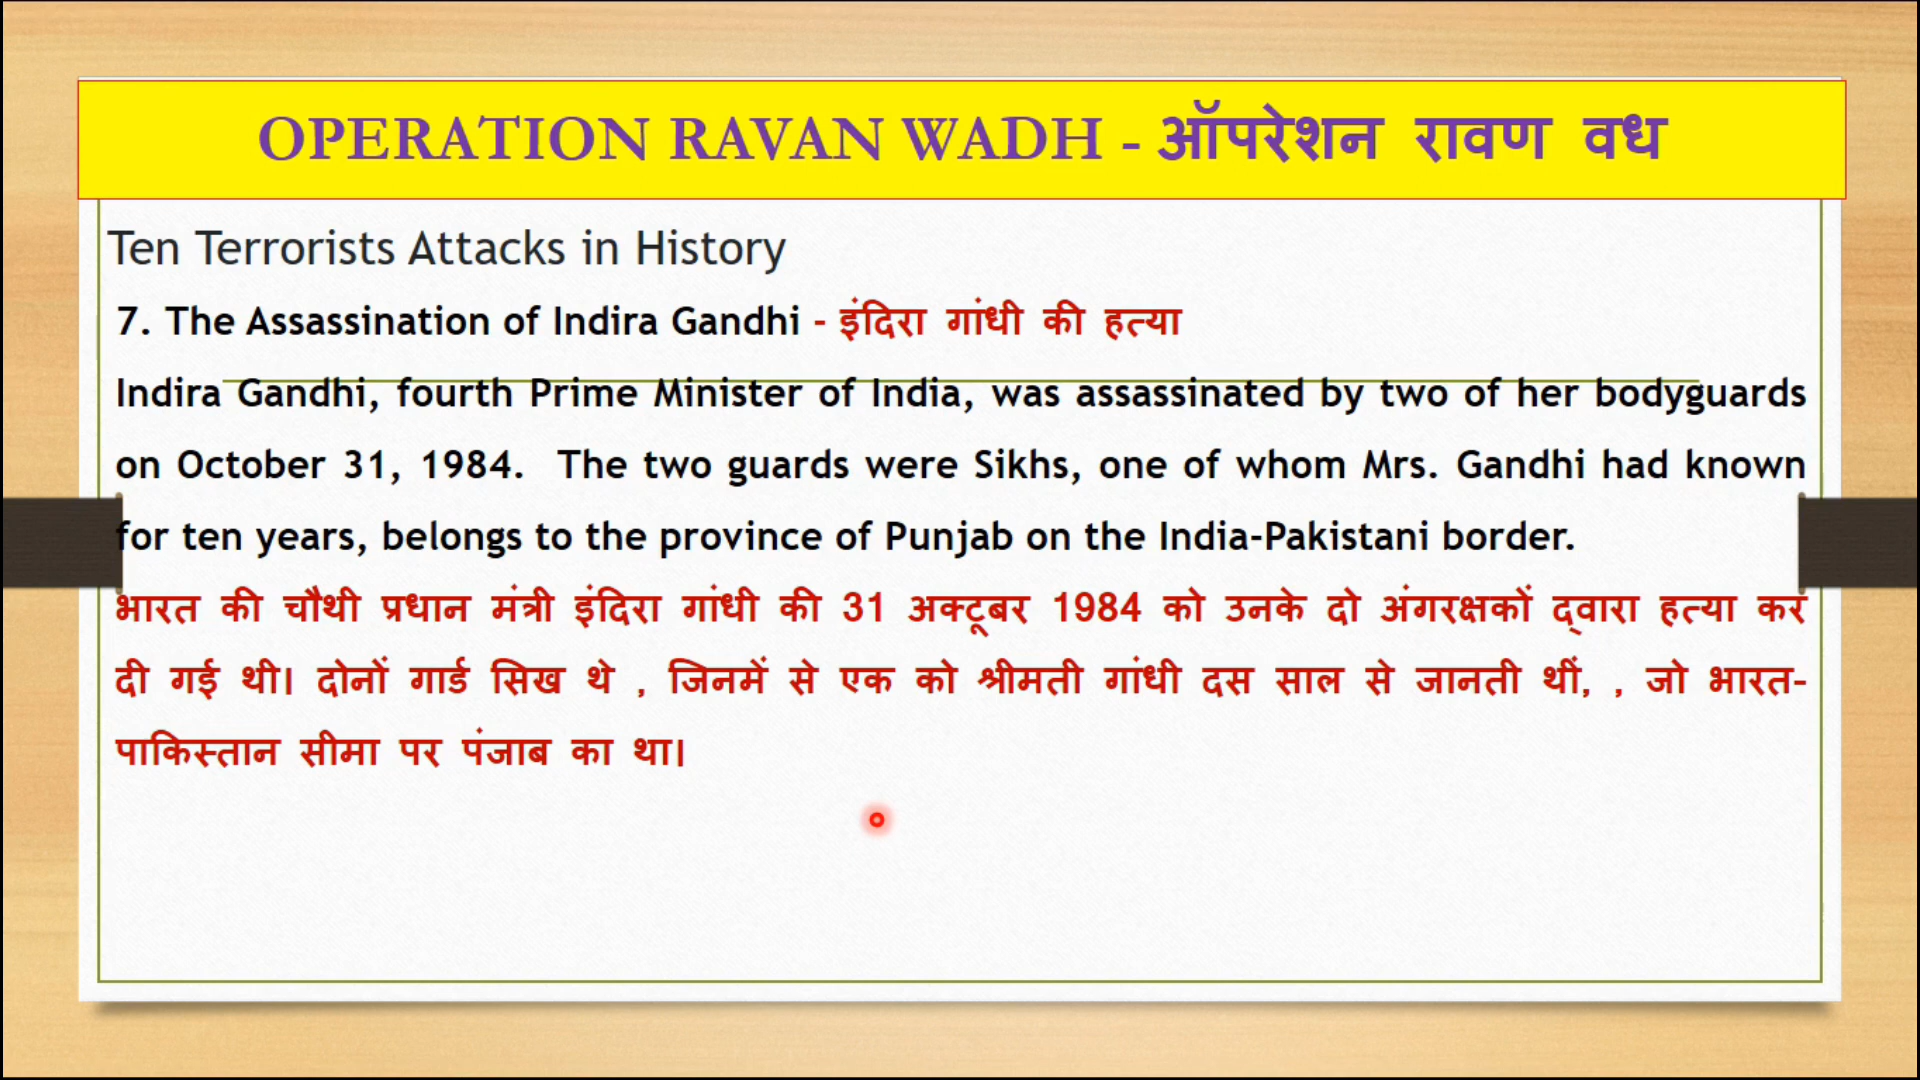 OPERATION RAVAN WADH - ऑपरेशन रावण वध
Ten Terrorists Attacks in History
7. The Assassination of Indira Gandhi - इंदिरा गांधी की हत्या
Indira Gandhi, fourth Prime Minister of India, was assassinated by two of her bodyguards
on October 31, 1984. The two guards were Sikhs, one of whom Mrs. Gandhi had known
for ten years, belongs to the province of Punjab on the India-Pakistani border.
भारत की चौथी प्रधान मंत्री इंदिरा गांधी की 31 अक्टूबर 1984 को उनके दो अंगरक्षकों द्वारा हत्या कर
दी गई थी। दोनों गार्ड सिख थे , जिनमें से एक को श्रीमती गांधी दस साल से जानती थीं, , जो भारत-
पाकिस्तान सीमा पर पंजाब का था।